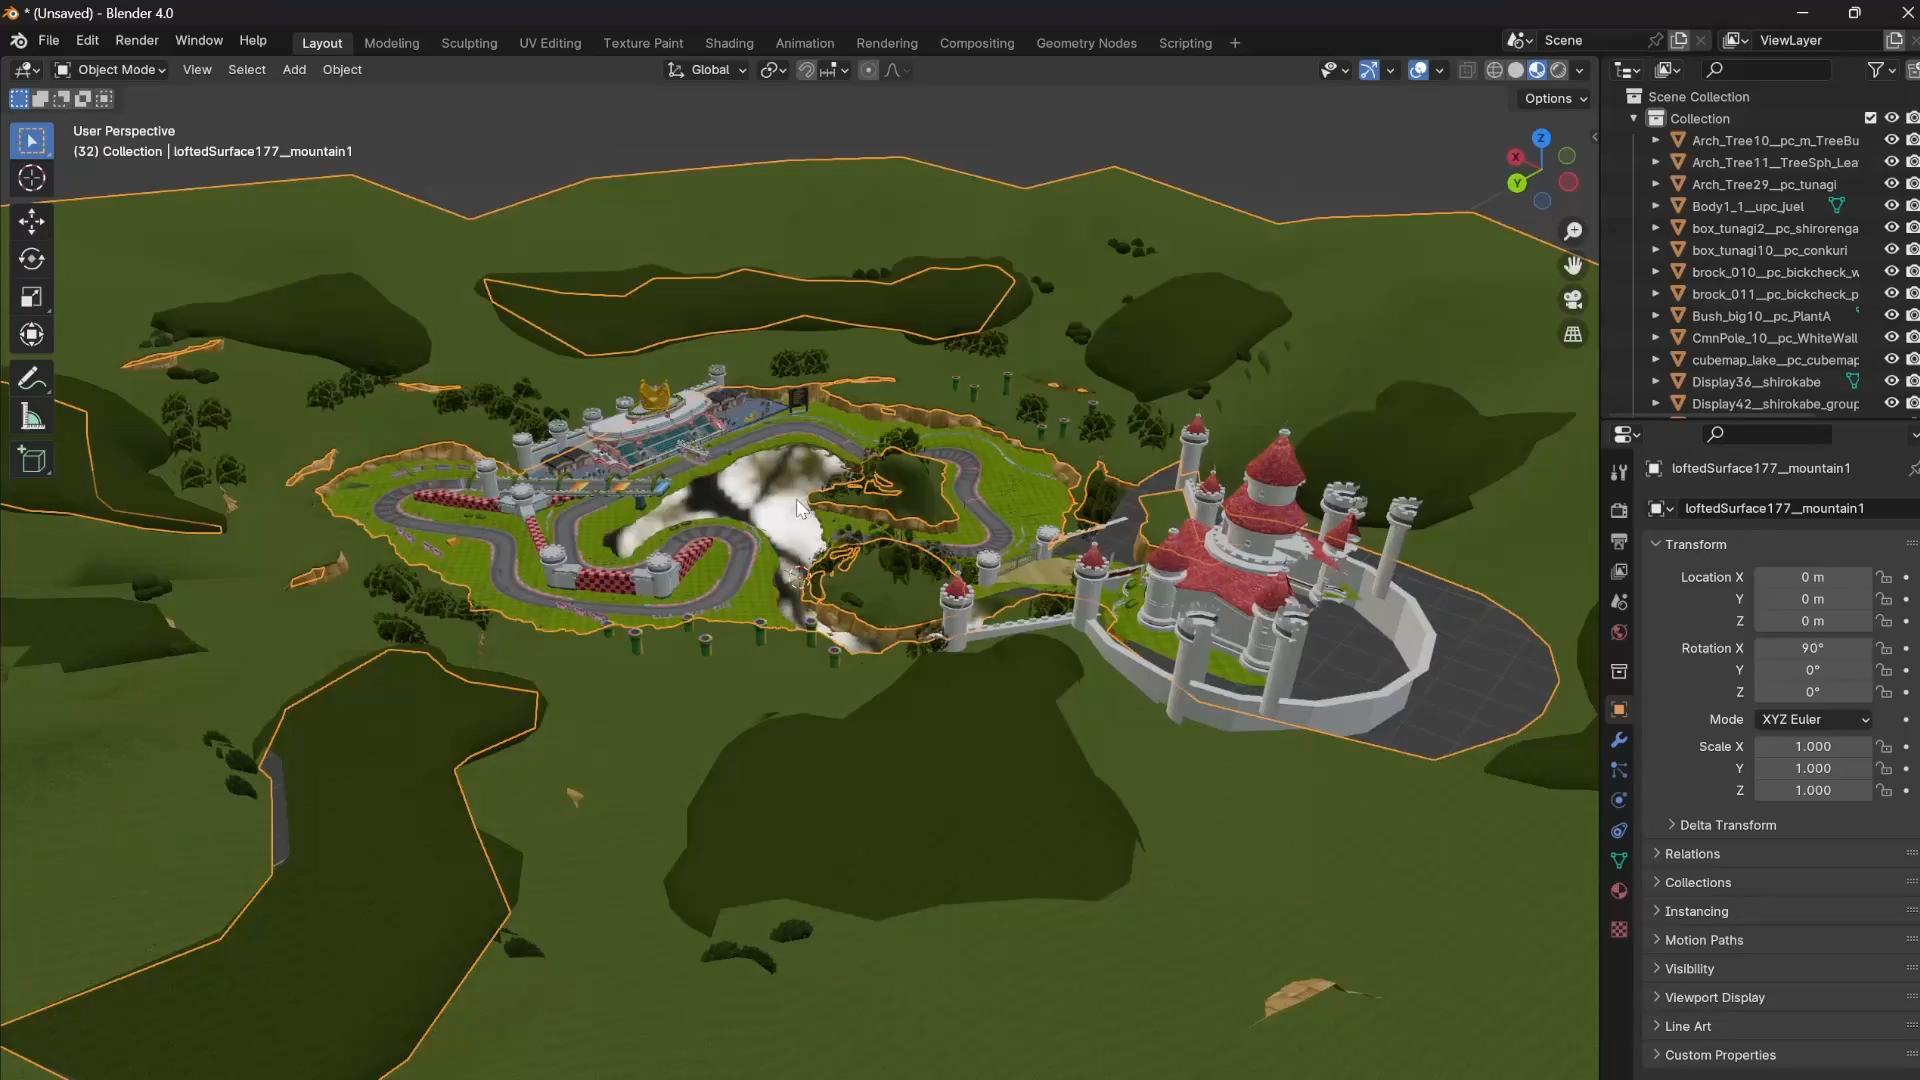 * (Unsaved) - Blender 4.0
File Edit Render Window Help
Layout Modeling Sculpting UV Editing Texture Paint Shading Animation Rendering Compositing Geometry Nodes Scripting +
Scene
ViewLayer
Object Mode View Select Add Object
Global
Options
User Perspective
(32) Collection | loftedSurface177__mountain1
Z
X
Y
Scene Collection
Collection
Arch_Tree10__pc_m_TreeBu
Arch_Tree11__TreeSph_Lea
Arch_Tree29__pc_tunagi
Body1_1__upc_juel
box_tunagi2__pc_shirorenga
box_tunagi10__pc_conkuri
brock_010__pc_bickcheck_w
brock_011__pc_bickcheck_p
Bush_big10__pc_PlantA
CmnPole_10__pc_WhiteWall
cubemap_lake__pc_cubemap
Display36__shirokabe
Display42__shirokabe_group
loftedSurface177__mountain1
loftedSurface177__mountain1
Transform
Location X 0 m
Y 0 m
Z 0 m
Rotation X 90°
Y 0°
Z 0°
Mode XYZ Euler
Scale X 1.000
Y 1.000
Z 1.000
Delta Transform
Relations
Collections
Instancing
Motion Paths
Visibility
Viewport Display
Line Art
Custom Properties